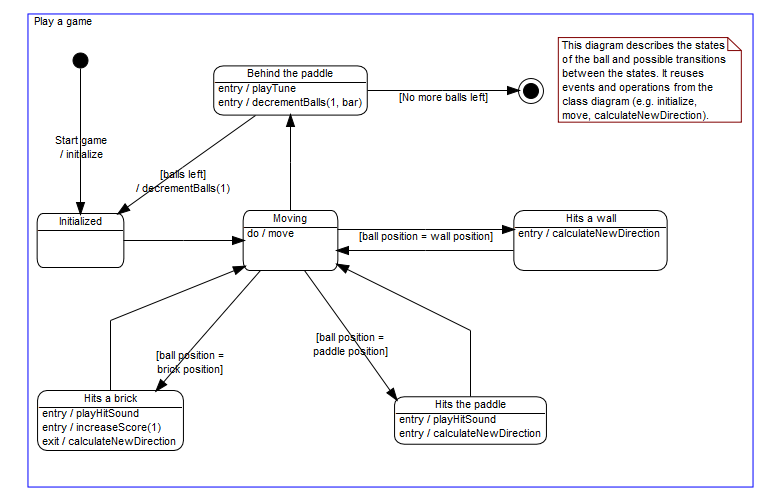 Play a game
This diagram describes the states
of the ball and possible transitions
between the states. It reuses
events and operations from the
class diagram (e.g. initialize,
move, calculateNewDirection).
Behind the paddle
entry / playTune
entry / decrementBalls(1, bar)
[No more balls left]
Start game
/ initialize
[balls left]
/ decrementBalls(1)
Initialized
Moving
do / move
[ball position = wall position]
Hits a wall
entry / calculateNewDirection
[ball position =
brick position]
[ball position =
paddle position]
Hits a brick
entry / playHitSound
entry / increaseScore(1)
exit / calculateNewDirection
Hits the paddle
entry / playHitSound
entry / calculateNewDirection